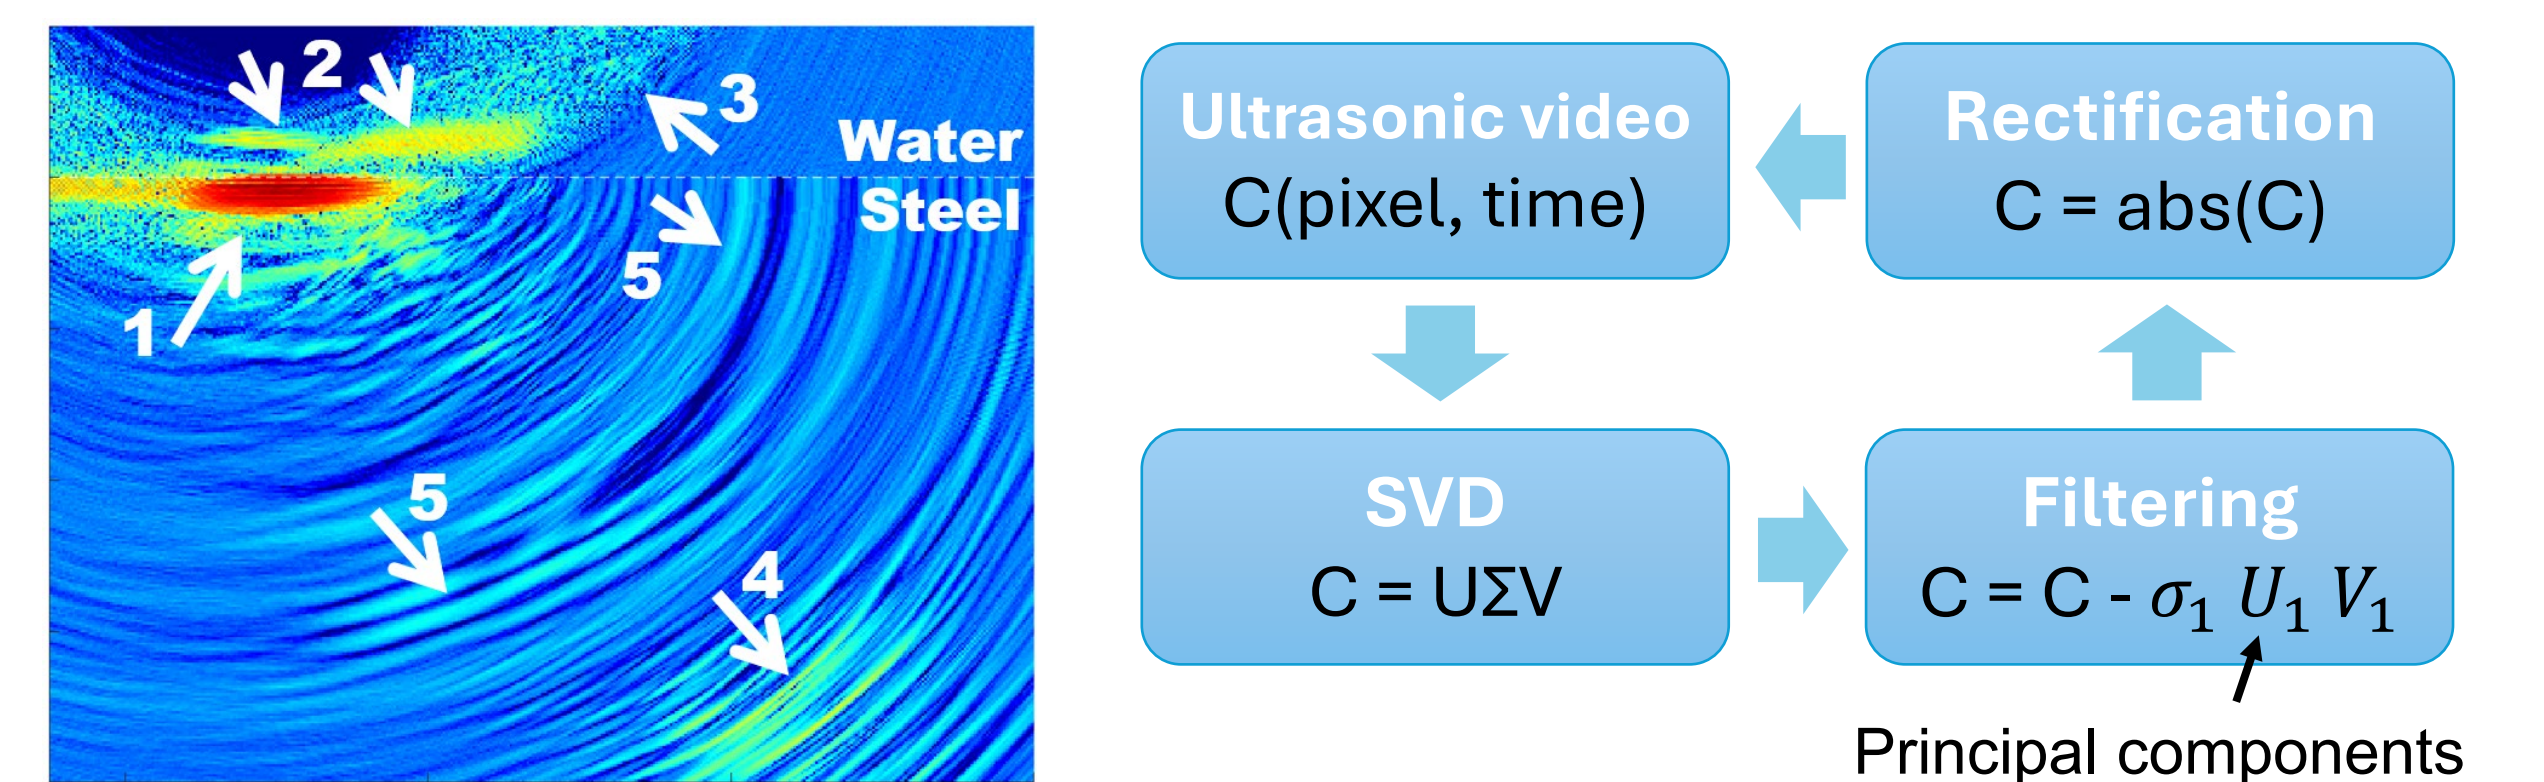 2
3
Water
Steel
5
1
5
4
Ultrasonic video
C(pixel, time)
Rectification
C = abs(C)
SVD
C = UΣV
Filtering
C = C - σ₁ U₁ V₁
Principal components